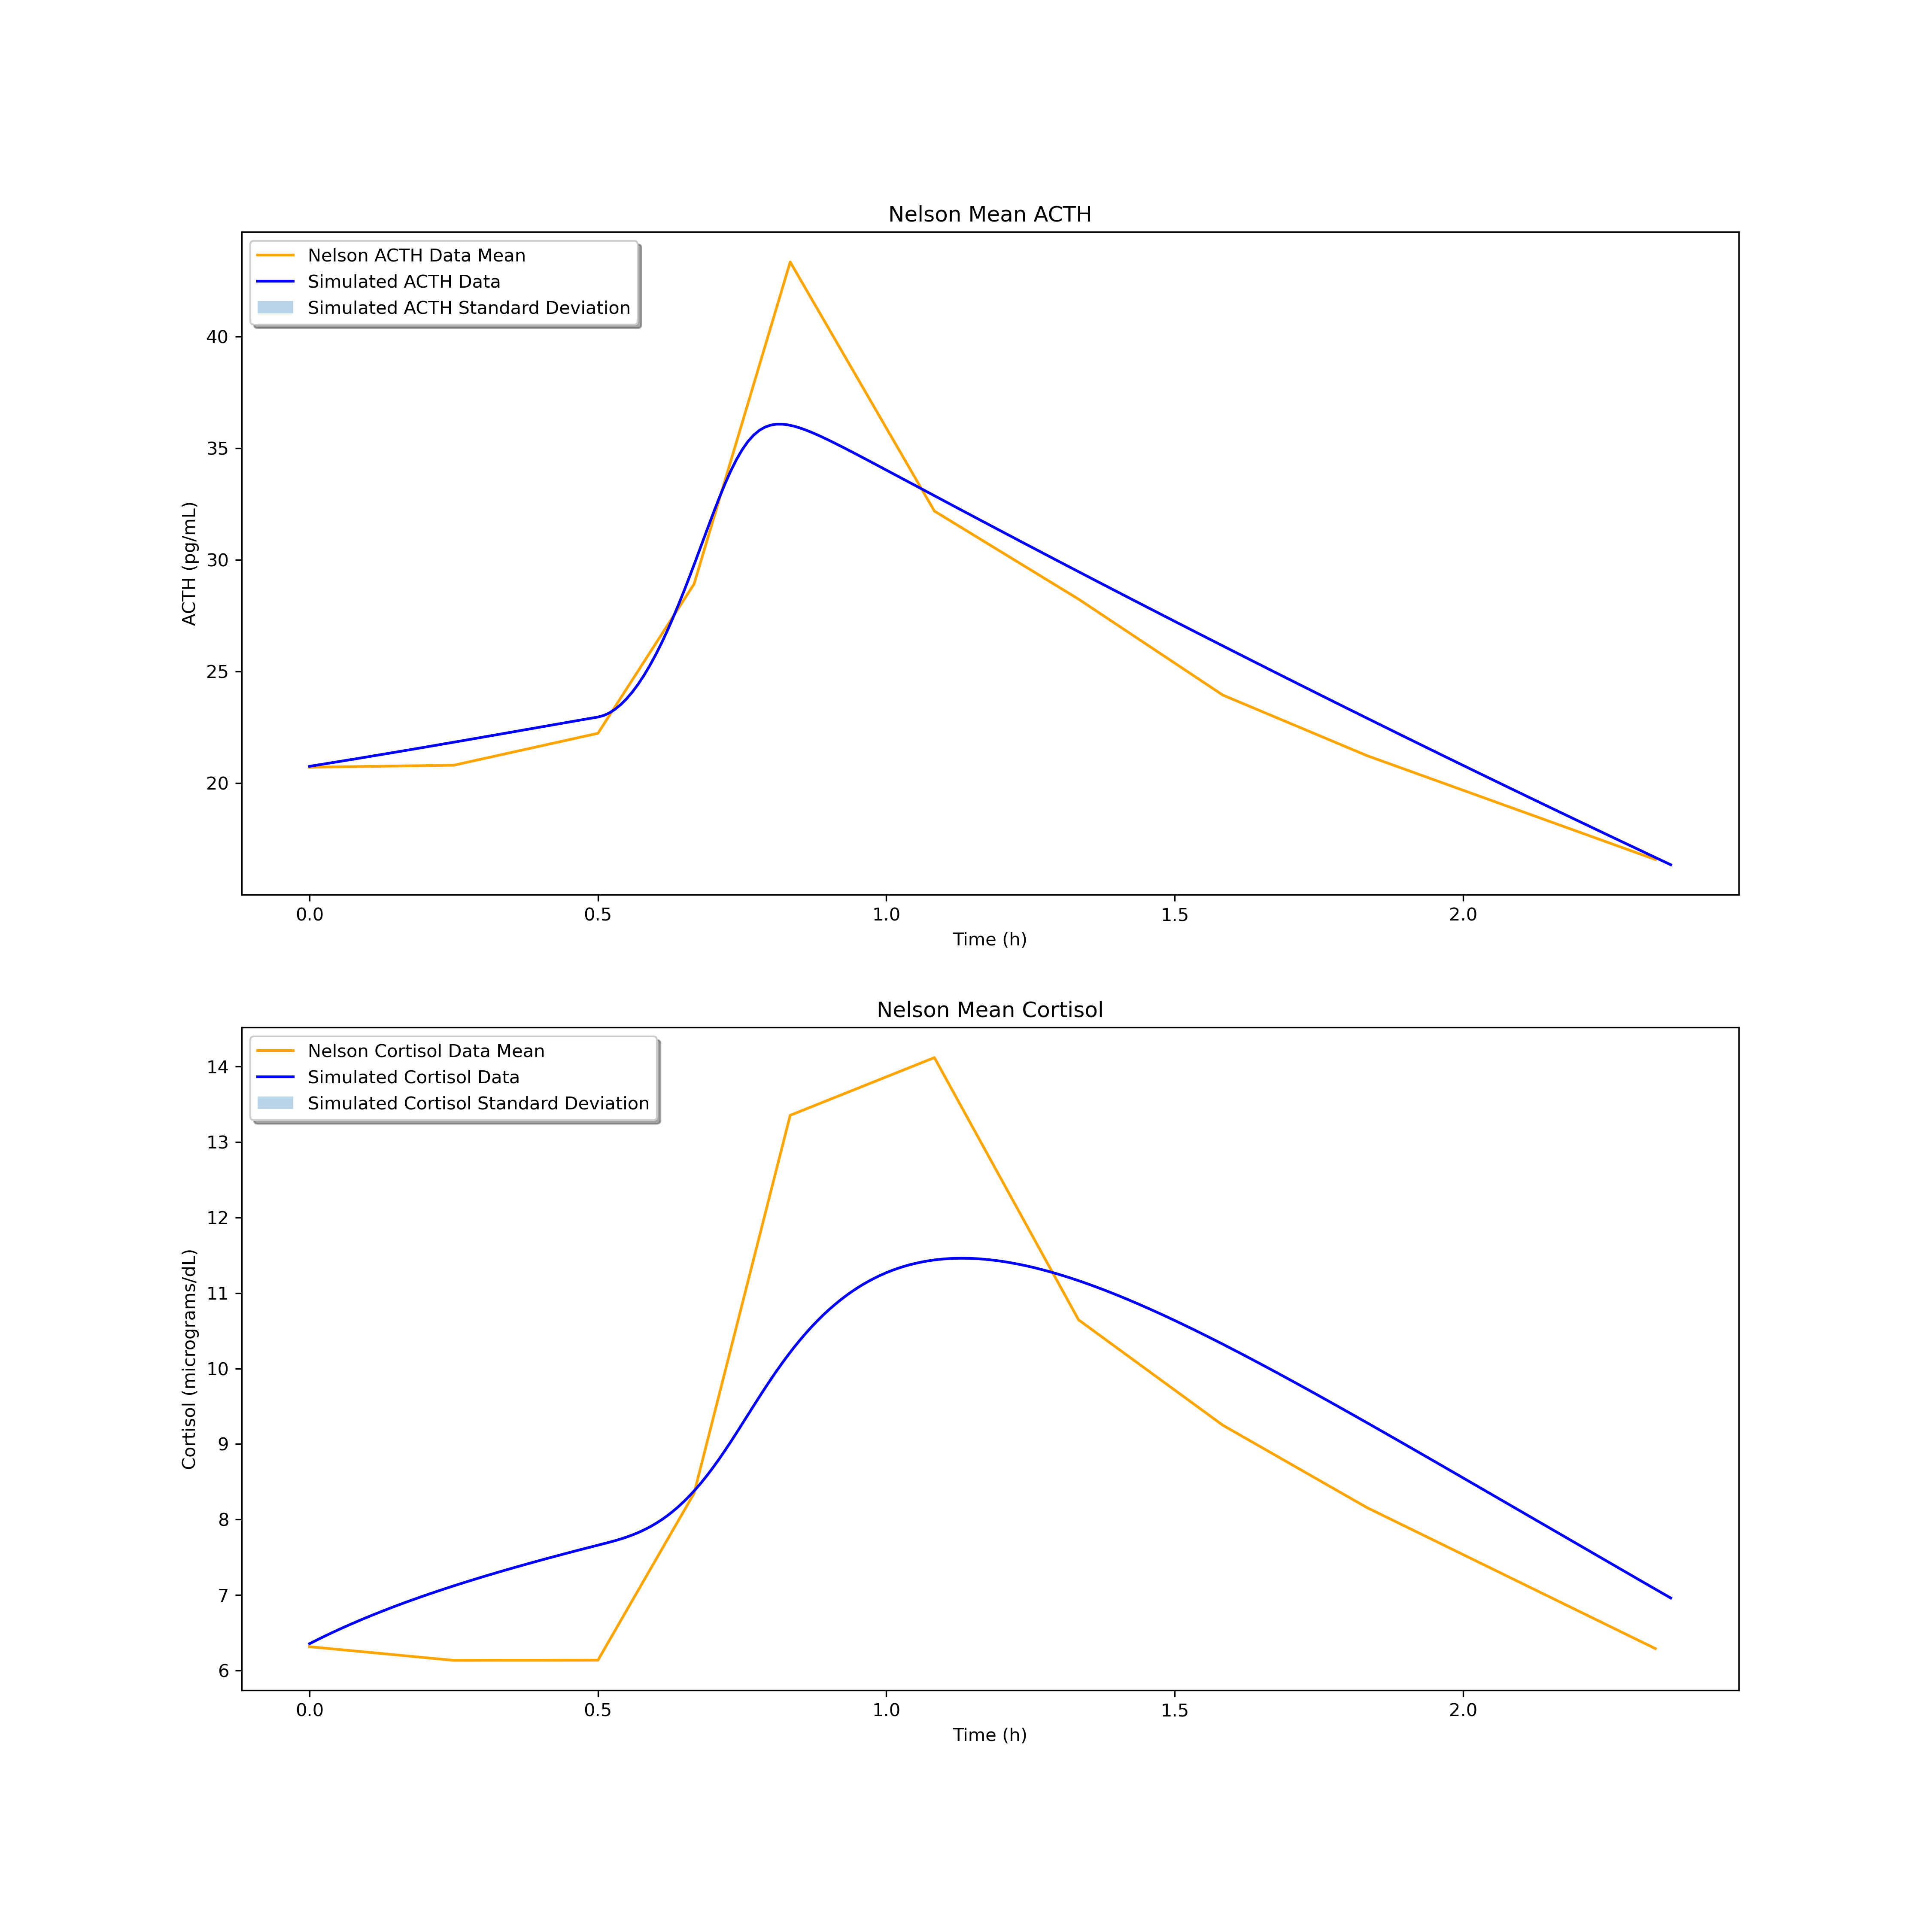 Nelson Mean ACTH
Nelson ACTH Data Mean
Simulated ACTH Data
Simulated ACTH Standard Deviation
40
35
30
25
20
ACTH (pg/mL)
0.0 0.5 1.0 1.5 2.0
Time (h)
Nelson Mean Cortisol
Nelson Cortisol Data Mean
Simulated Cortisol Data
Simulated Cortisol Standard Deviation
14
13
12
11
10
9
8
7
6
Cortisol (micrograms/dL)
0.0 0.5 1.0 1.5 2.0
Time (h)